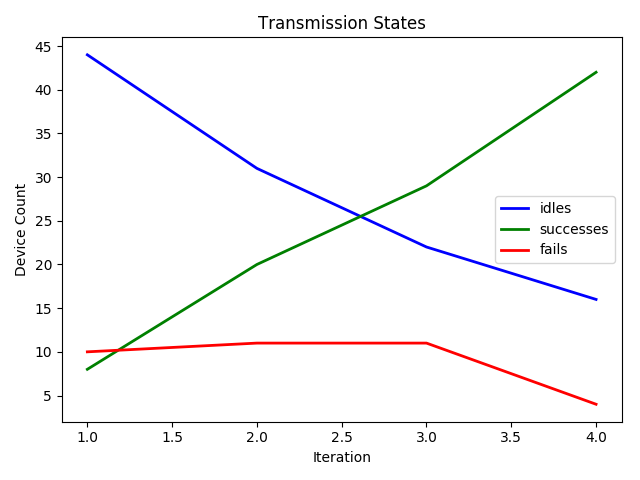 Transmission States
Device Count
45
40
35
30
25
20
15
10
5
idles
successes
fails
1.0 1.5 2.0 2.5 3.0 3.5 4.0
Iteration